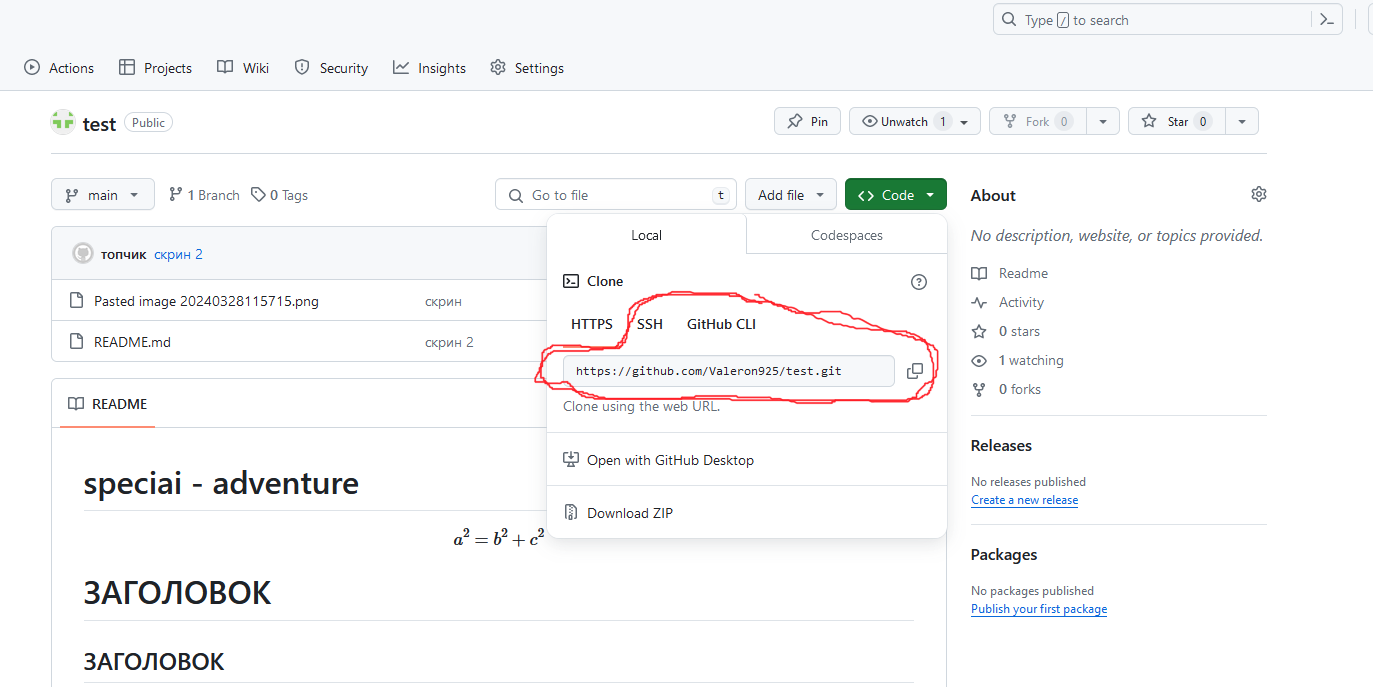 Type / to search
Actions Projects Wiki Security Insights Settings
test Public Pin Unwatch 1 Fork 0 Star 0
main 1 Branch 0 Tags Go to file t Add file Code
Local Codespaces
Clone
HTTPS SSH GitHub CLI
https://github.com/Valeron925/test.git
Clone using the web URL.
Open with GitHub Desktop
Download ZIP
топчик скрин 2
Pasted image 20240328115715.png скрин
README.md скрин 2
README
speciai - adventure
a² = b² + c²
ЗАГОЛОВОК
ЗАГОЛОВОК
About
No description, website, or topics provided.
Readme
Activity
0 stars
1 watching
0 forks
Releases
No releases published
Create a new release
Packages
No packages published
Publish your first package